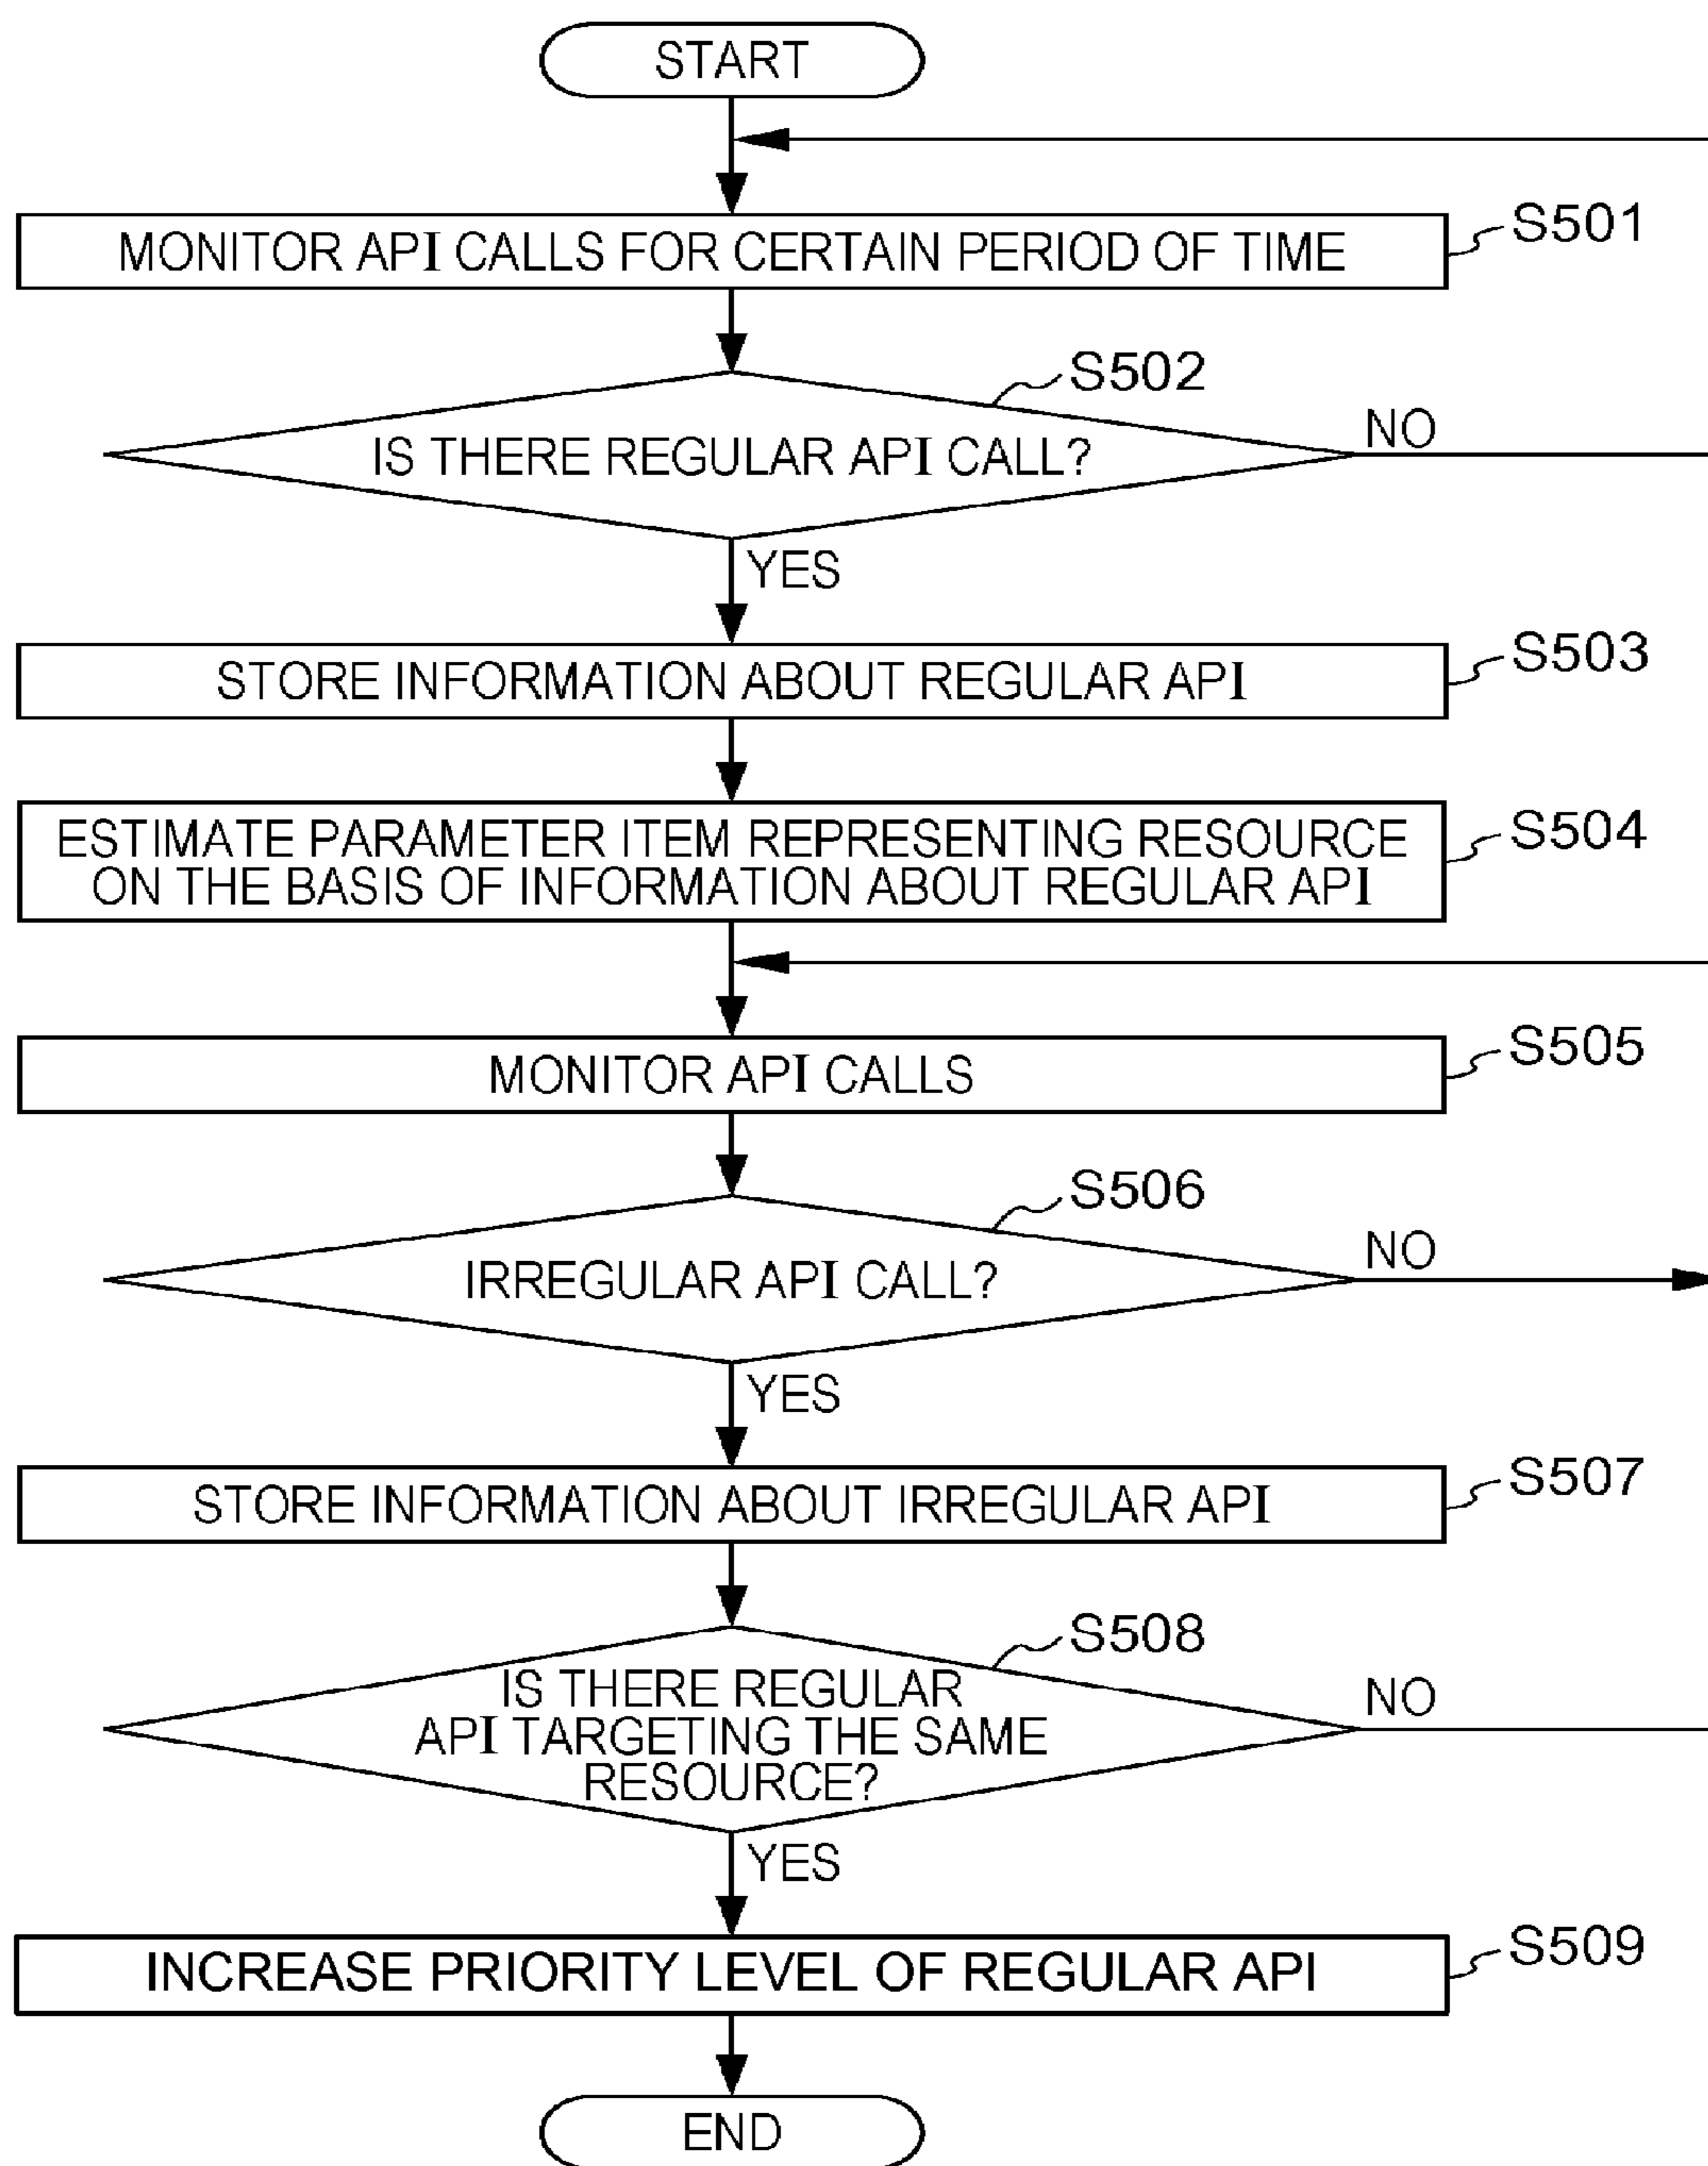 START
MONITOR API CALLS FOR CERTAIN PERIOD OF TIME
S501
S502
IS THERE REGULAR API CALL?
NO
YES
STORE INFORMATION ABOUT REGULAR API
S503
ESTIMATE PARAMETER ITEM REPRESENTING RESOURCE
ON THE BASIS OF INFORMATION ABOUT REGULAR API
S504
MONITOR API CALLS
S505
S506
IRREGULAR API CALL?
NO
YES
STORE INFORMATION ABOUT IRREGULAR API
S507
S508
IS THERE REGULAR
API TARGETING THE SAME
RESOURCE?
NO
YES
INCREASE PRIORITY LEVEL OF REGULAR API
S509
END